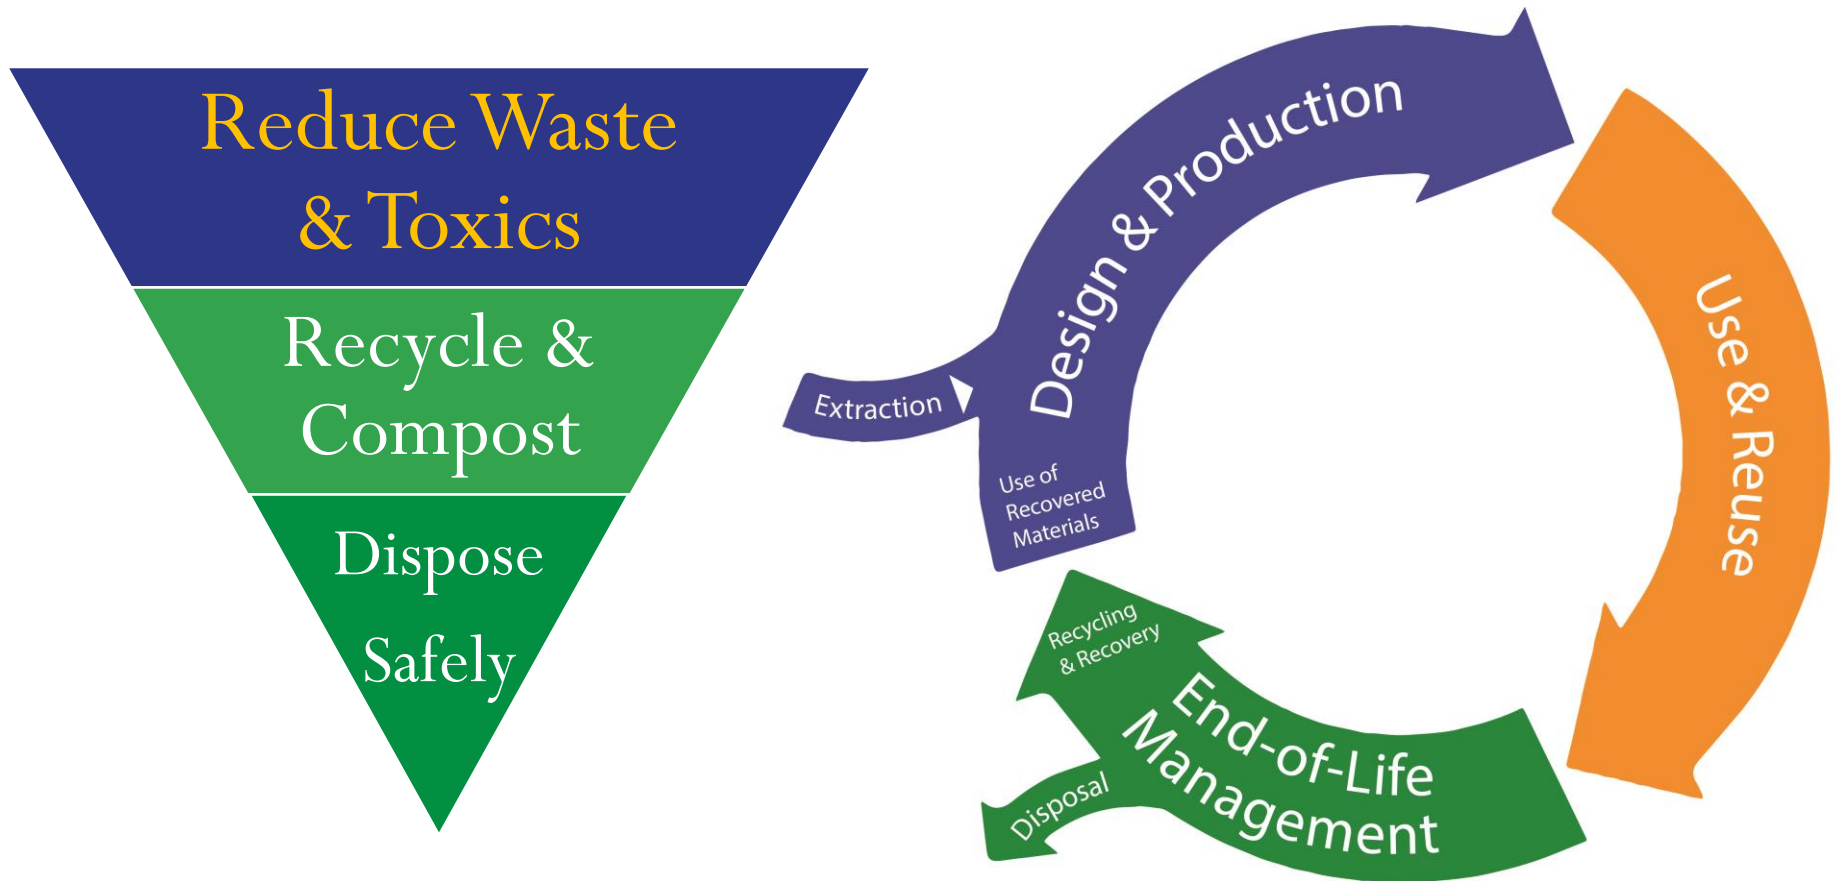 Reduce Waste
& Toxics
Recycle &
Compost
Dispose
Safely
Extraction
Design & Production
Use of
Recovered
Materials
Use & Reuse
End-of-Life
Management
Recycling
& Recovery
Disposal